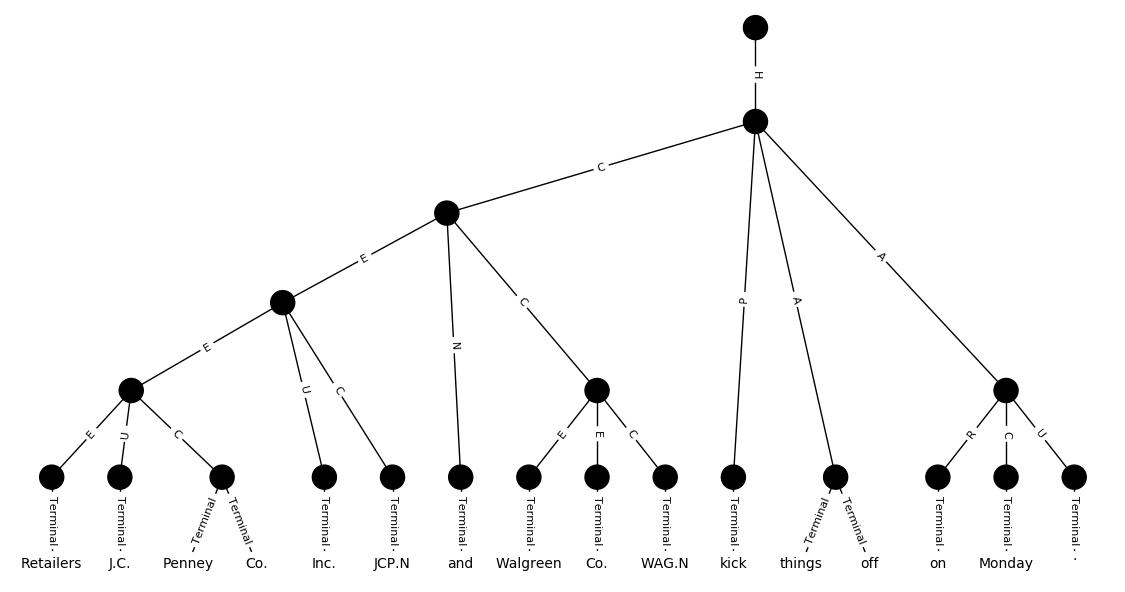 H
C
A
E
C
P
A
N
E
U
C
E
U
C
E
E
C
R
C
U
Terminal Terminal Terminal Terminal Terminal Terminal Terminal Terminal Terminal Terminal Terminal Terminal Terminal Terminal Terminal Terminal Terminal
Retailers J.C. Penney Co. Inc. JCP.N and Walgreen Co. WAG.N kick things off on Monday .